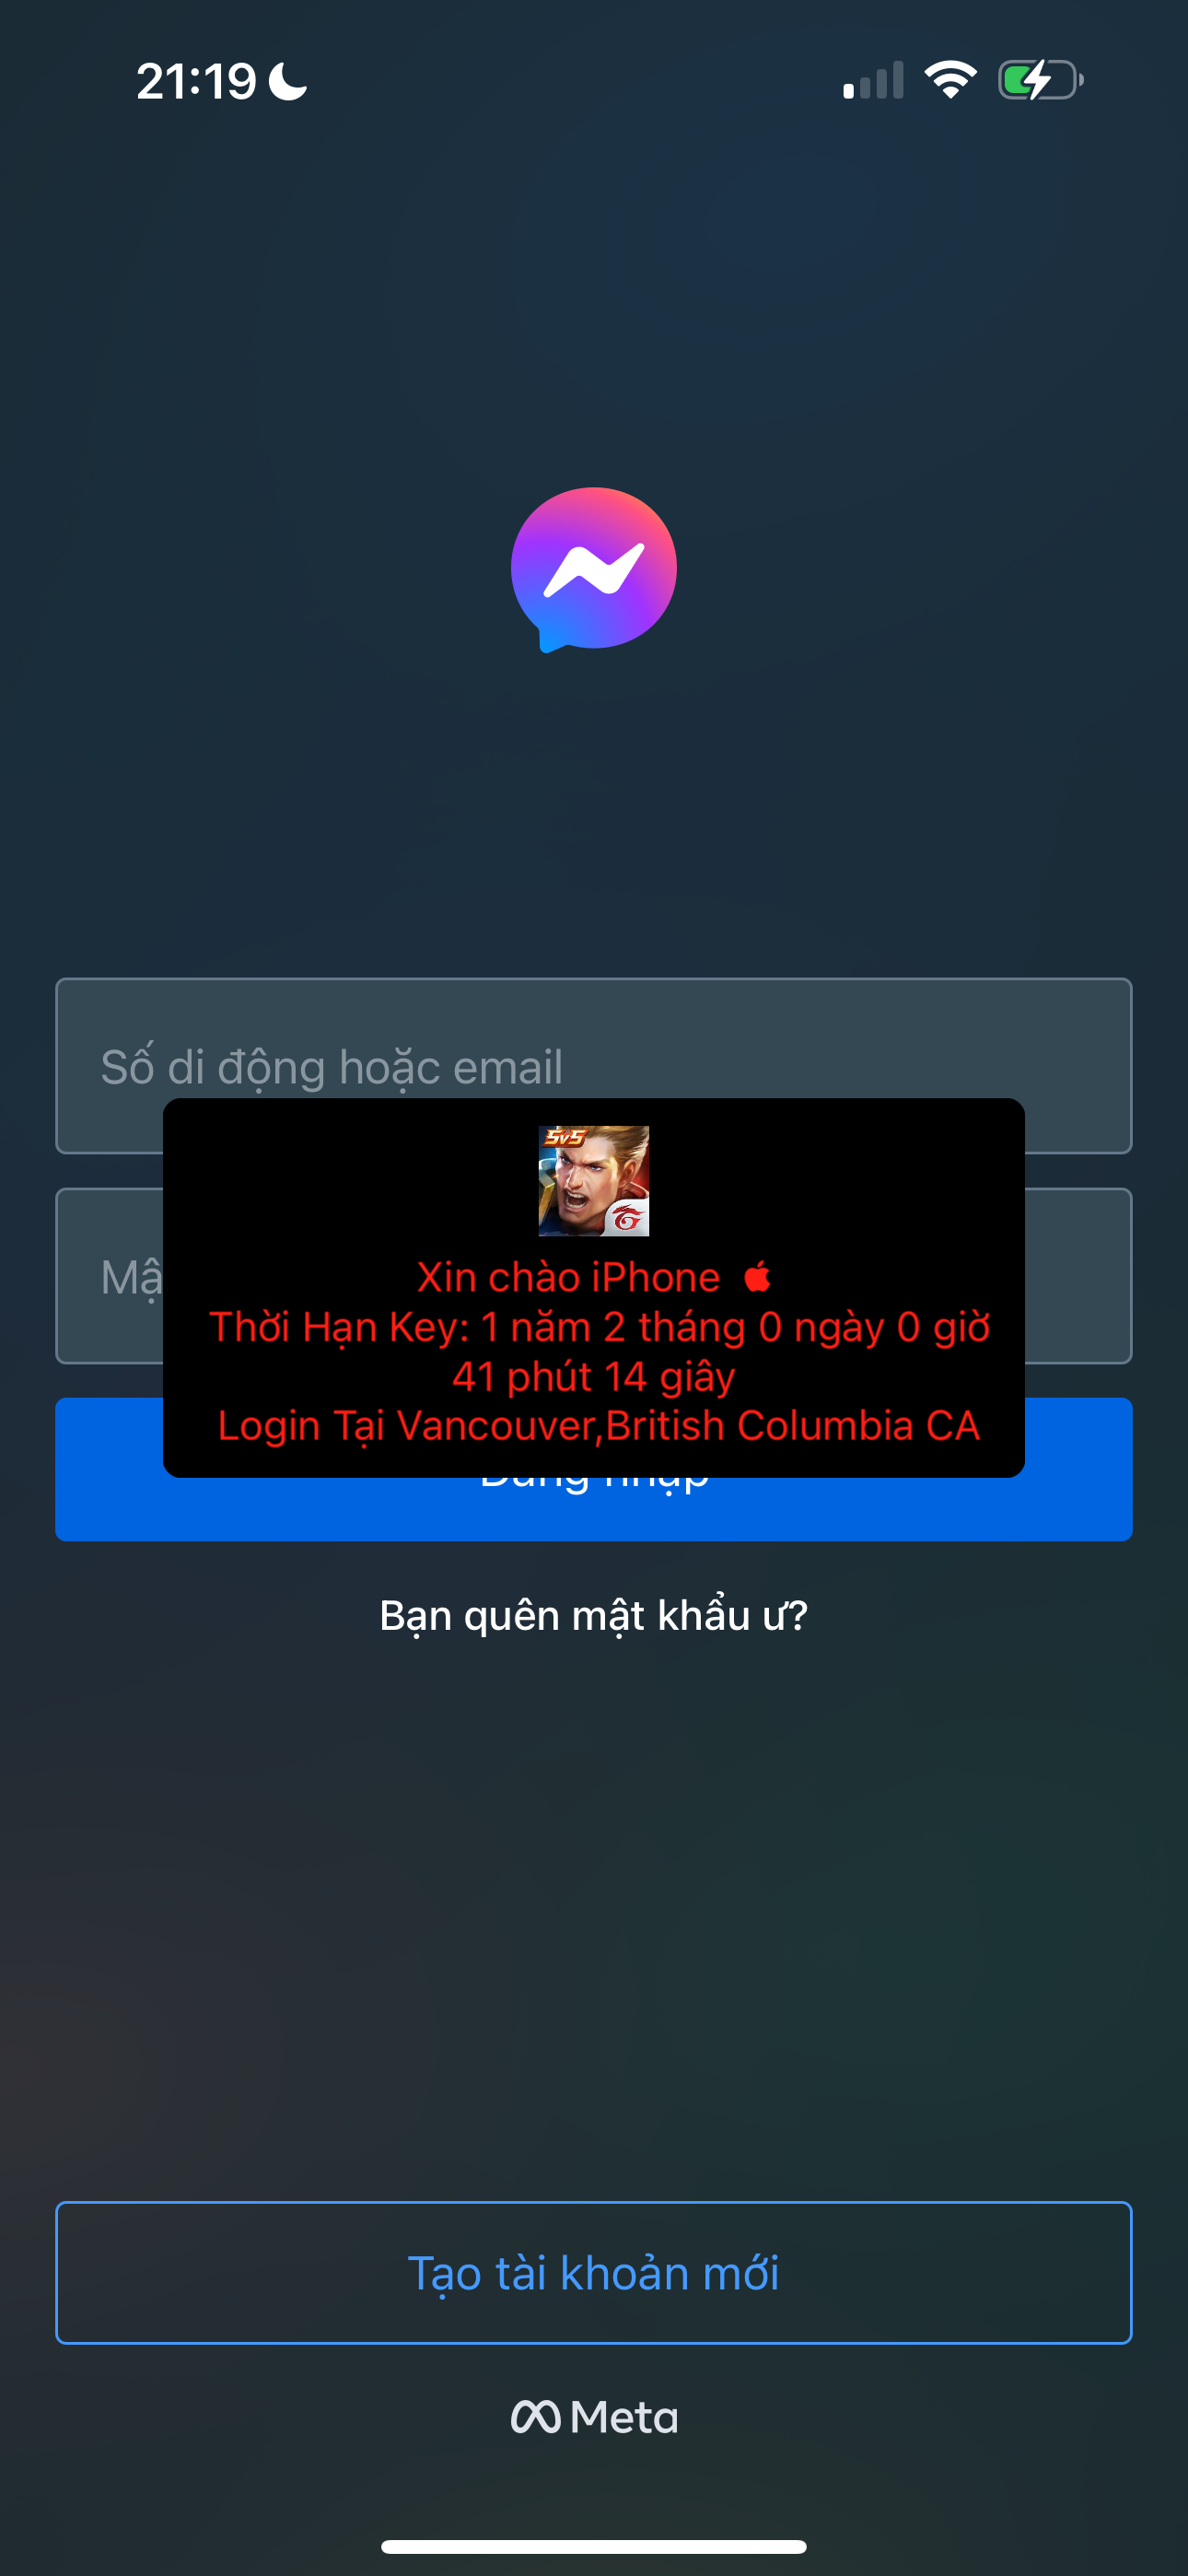 21:19
Số di động hoặc email
5v5
Xin chào iPhone
Thời Hạn Key: 1 năm 2 tháng 0 ngày 0 giờ
41 phút 14 giây
Login Tại Vancouver,British Columbia CA
Bạn quên mật khẩu ư?
Tạo tài khoản mới
Meta